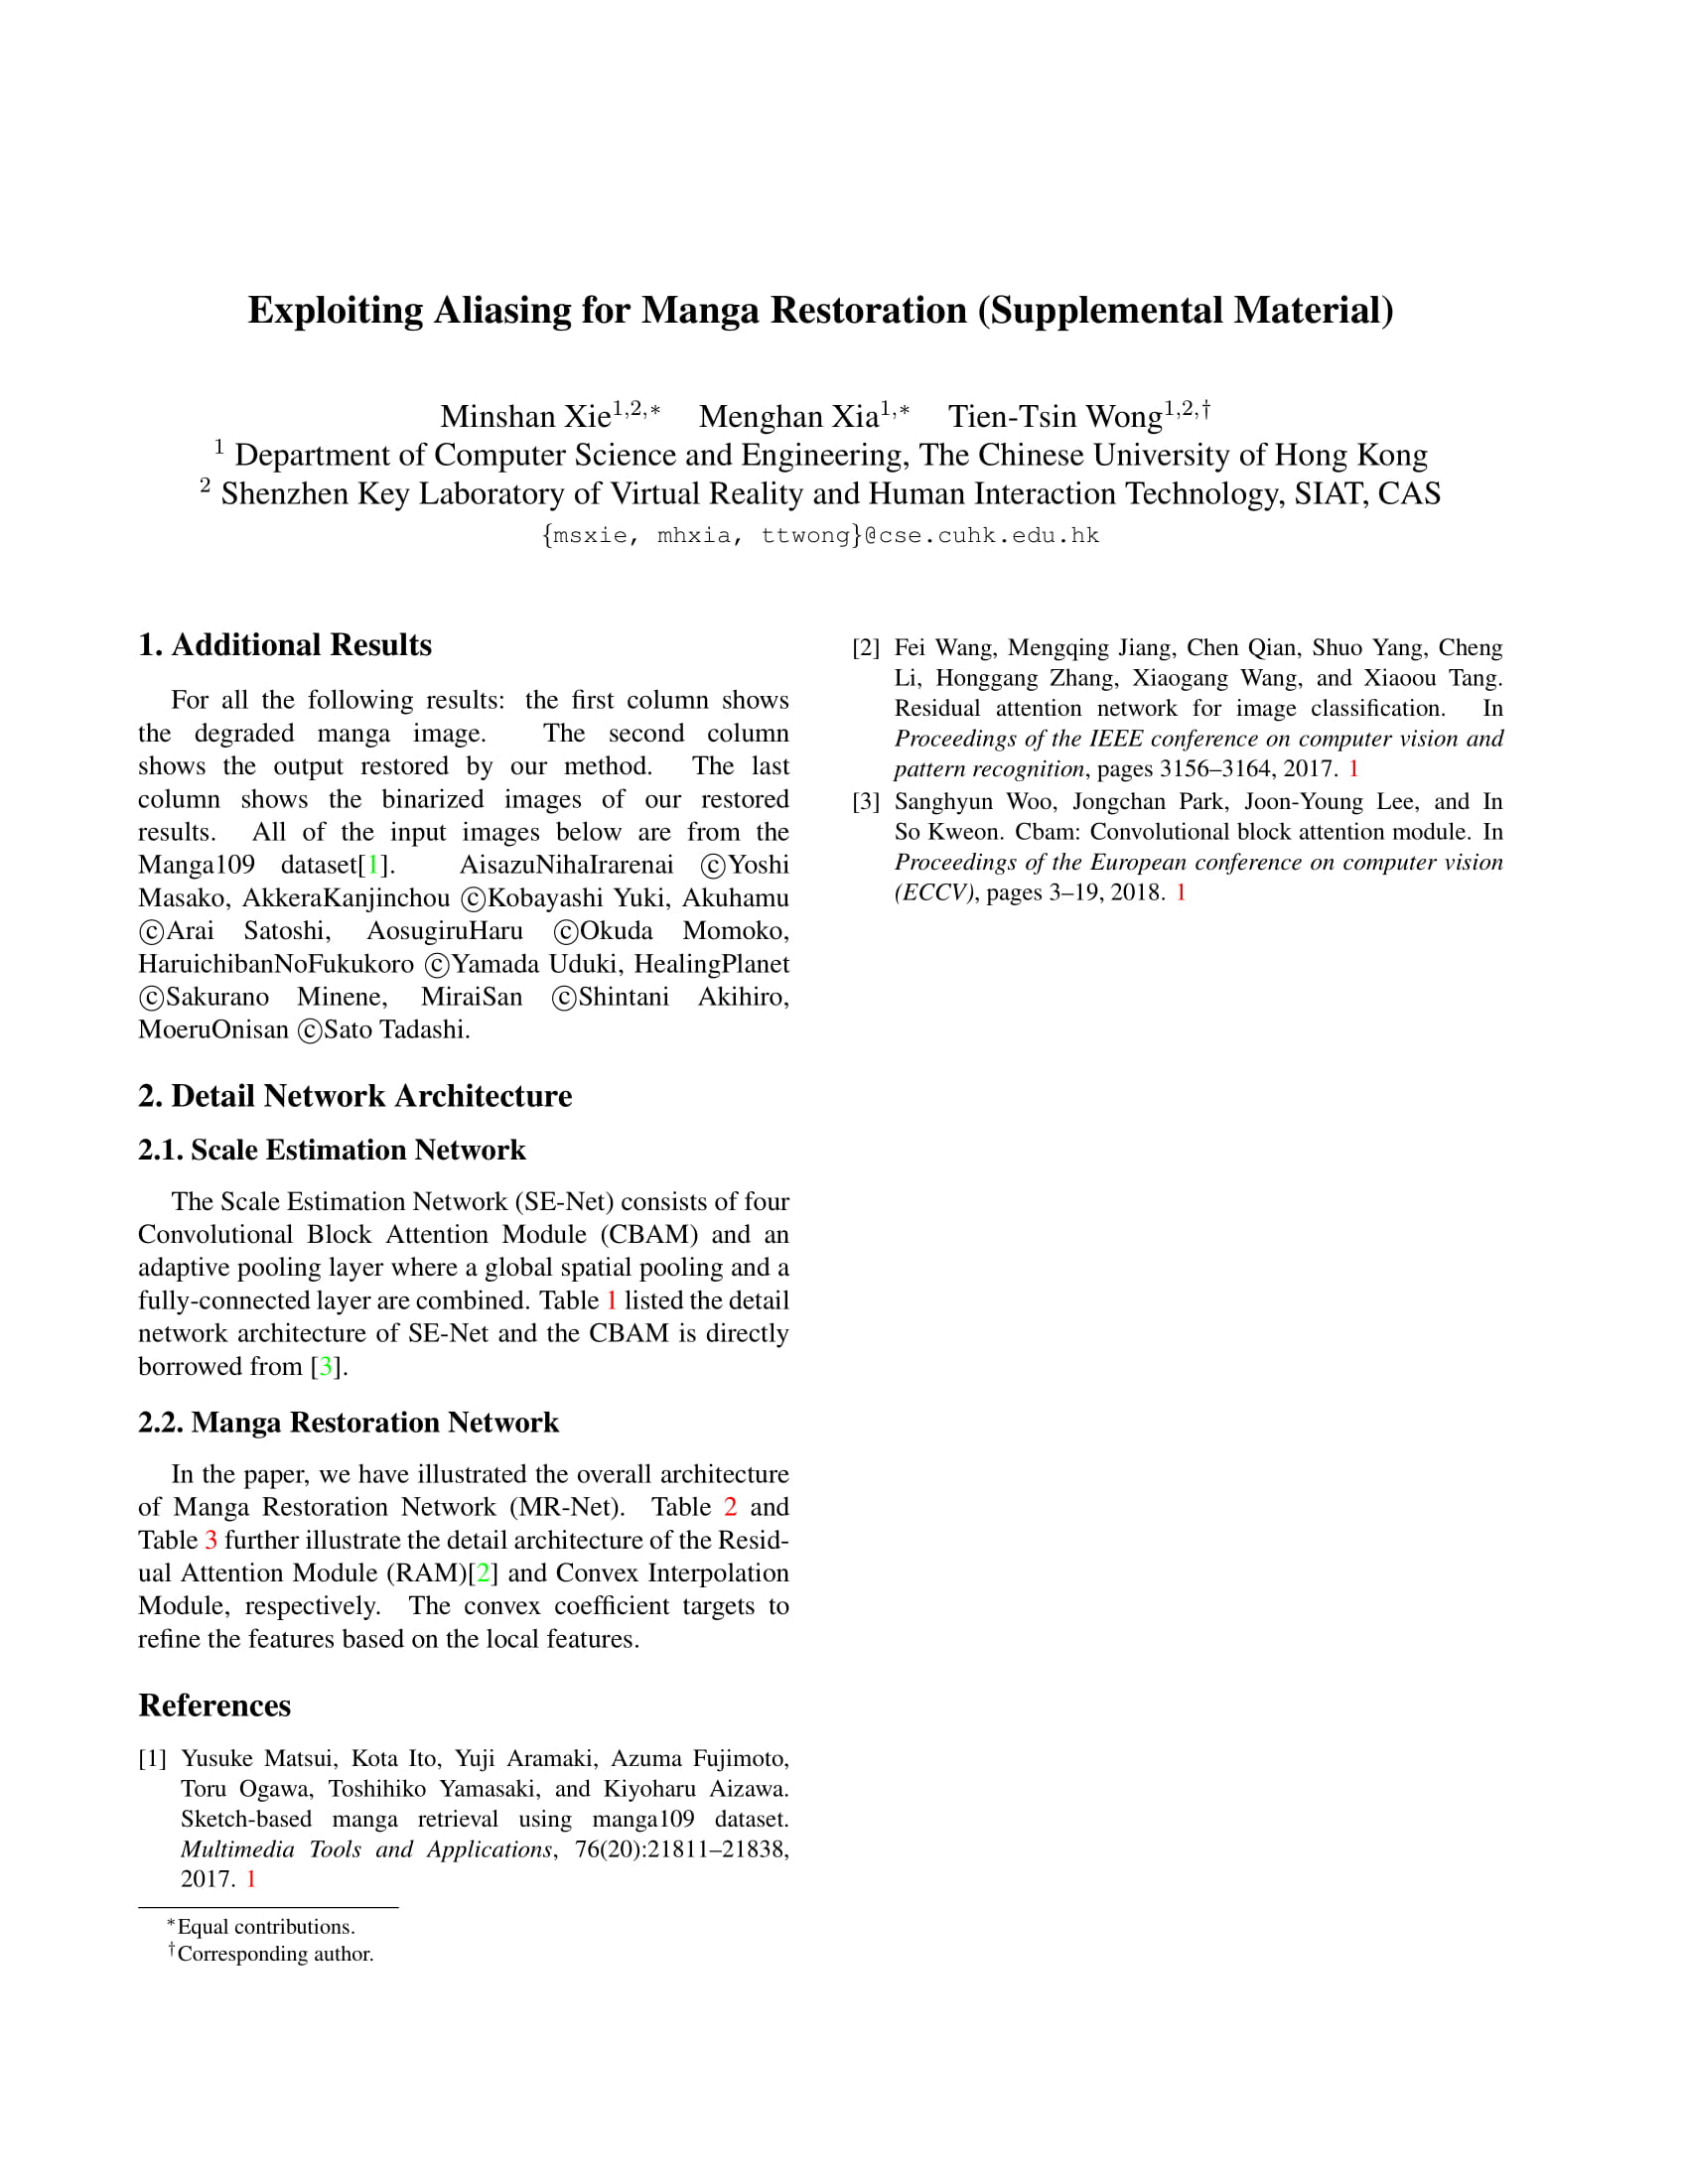 Exploiting Aliasing for Manga Restoration (Supplemental Material)
Minshan Xie1,2,∗ Menghan Xia1,∗ Tien-Tsin Wong1,2,†
1 Department of Computer Science and Engineering, The Chinese University of Hong Kong
2 Shenzhen Key Laboratory of Virtual Reality and Human Interaction Technology, SIAT, CAS
{msxie, mhxia, ttwong}@cse.cuhk.edu.hk
1. Additional Results
For all the following results: the first column shows
the degraded manga image. The second column
shows the output restored by our method. The last
column shows the binarized images of our restored
results. All of the input images below are from the
Manga109 dataset[1]. AisazuNihaIrarenai ©Yoshi
Masako, AkkeraKanjinchou ©Kobayashi Yuki, Akuhamu
©Arai Satoshi, AosugiruHaru ©Okuda Momoko,
HaruichibanNoFukukoro ©Yamada Uduki, HealingPlanet
©Sakurano Minene, MiraiSan ©Shintani Akihiro,
MoeruOnisan ©Sato Tadashi.
2. Detail Network Architecture
2.1. Scale Estimation Network
The Scale Estimation Network (SE-Net) consists of four
Convolutional Block Attention Module (CBAM) and an
adaptive pooling layer where a global spatial pooling and a
fully-connected layer are combined. Table 1 listed the detail
network architecture of SE-Net and the CBAM is directly
borrowed from [3].
2.2. Manga Restoration Network
In the paper, we have illustrated the overall architecture
of Manga Restoration Network (MR-Net). Table 2 and
Table 3 further illustrate the detail architecture of the Resid-
ual Attention Module (RAM)[2] and Convex Interpolation
Module, respectively. The convex coefficient targets to
refine the features based on the local features.
References
[1] Yusuke Matsui, Kota Ito, Yuji Aramaki, Azuma Fujimoto,
Toru Ogawa, Toshihiko Yamasaki, and Kiyoharu Aizawa.
Sketch-based manga retrieval using manga109 dataset.
Multimedia Tools and Applications, 76(20):21811–21838,
2017. 1
∗Equal contributions.
†Corresponding author.
[2] Fei Wang, Mengqing Jiang, Chen Qian, Shuo Yang, Cheng
Li, Honggang Zhang, Xiaogang Wang, and Xiaoou Tang.
Residual attention network for image classification. In
Proceedings of the IEEE conference on computer vision and
pattern recognition, pages 3156–3164, 2017. 1
[3] Sanghyun Woo, Jongchan Park, Joon-Young Lee, and In
So Kweon. Cbam: Convolutional block attention module. In
Proceedings of the European conference on computer vision
(ECCV), pages 3–19, 2018. 1